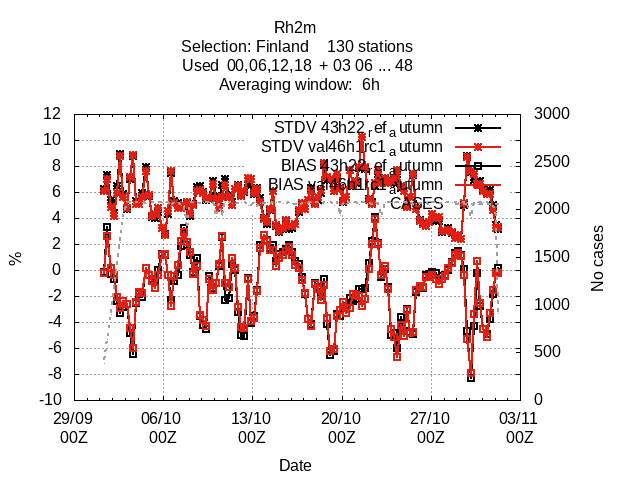 Rh2m
Selection: Finland 130 stations
Used 00,06,12,18 + 03 06 ... 48
Averaging window: 6h
STDV 43h22_ref_autumn
STDV val46h1rc1_autumn
BIAS 43h22_ref_autumn
BIAS val46h1rc1_autumn
CASES
12
10
8
6
4
2
0
-2
-4
-6
-8
-10
%
3000
2500
2000
1500
1000
500
0
No cases
29/09 06/10 13/10 20/10 27/10 03/11
00Z 00Z 00Z 00Z 00Z 00Z
Date